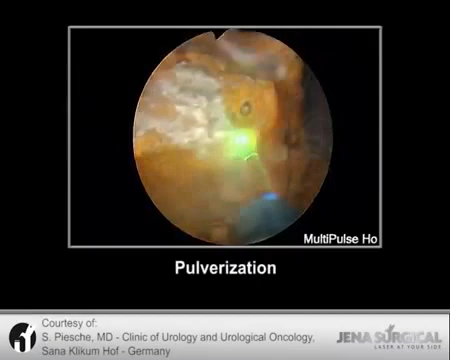 MultiPulse Ho
Pulverization
Courtesy of:
S. Piesche, MD - Clinic of Urology and Urological Oncology,
Sana Klikum Hof - Germany
JENA SURGICAL
LASER AT YOUR SIDE